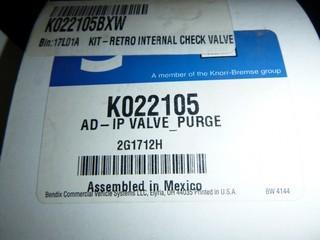 K022105BXW
Bin:17L01A KIT-RETRO INTERNAL CHECK VALVE
A member of the Knorr-Bremse group
K022105
AD-IP VALVE_PURGE
2G1712H
Assembled in Mexico
Bendix Commercial Vehicle Systems LLC, Elyria, OH 44035 Printed in U.S.A. BW 4144